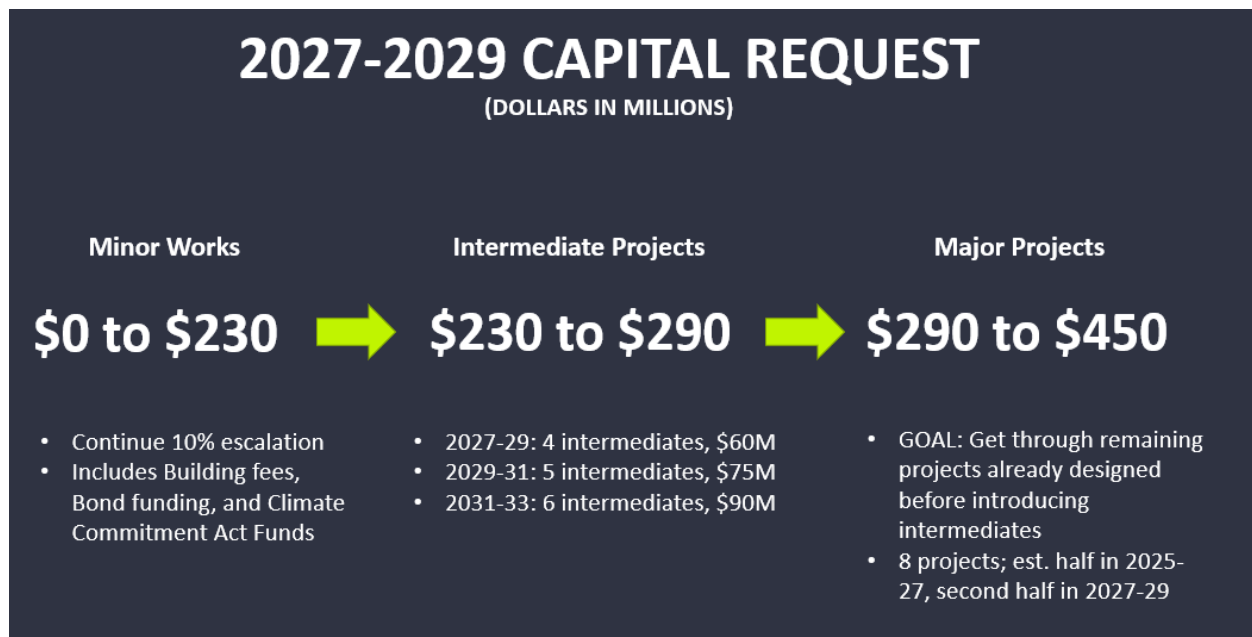 2027-2029 CAPITAL REQUEST
(DOLLARS IN MILLIONS)
Minor Works
$0 to $230
• Continue 10% escalation
• Includes Building fees,
Bond funding, and Climate
Commitment Act Funds
Intermediate Projects
$230 to $290
• 2027-29: 4 intermediates, $60M
• 2029-31: 5 intermediates, $75M
• 2031-33: 6 intermediates, $90M
Major Projects
$290 to $450
• GOAL: Get through remaining
projects already designed
before introducing
intermediates
• 8 projects; est. half in 2025-
27, second half in 2027-29